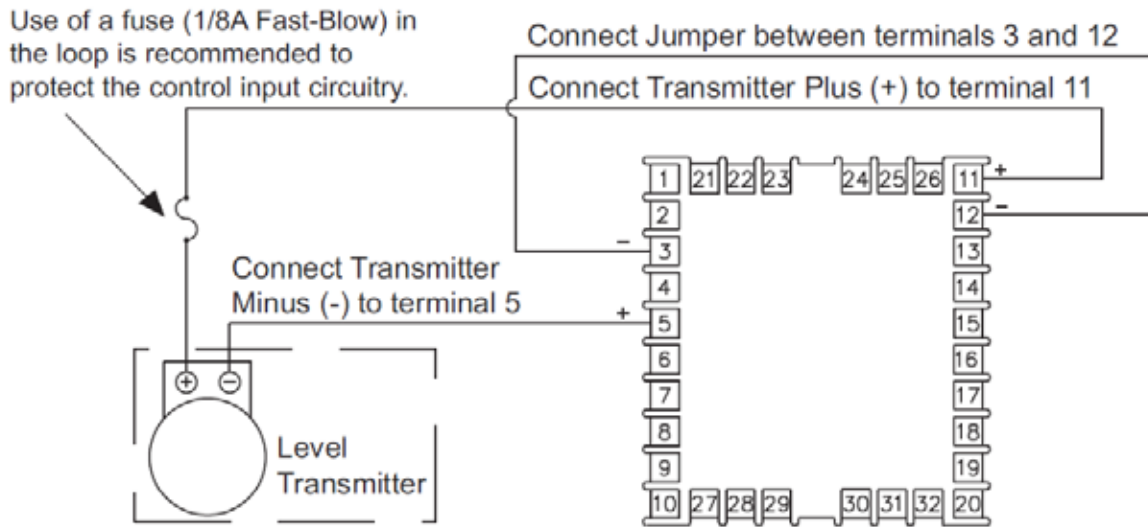 Use of a fuse (1/8A Fast-Blow) in
the loop is recommended to
protect the control input circuitry.
Connect Jumper between terminals 3 and 12
Connect Transmitter Plus (+) to terminal 11
1 21 22 23 24 25 26 11 +
2 12 -
- 3 13
Connect Transmitter
Minus (-) to terminal 5
4 14
+ 5 15
6 16
+ −
7 17
8 18
Level
Transmitter
9 19
10 27 28 29 30 31 32 20